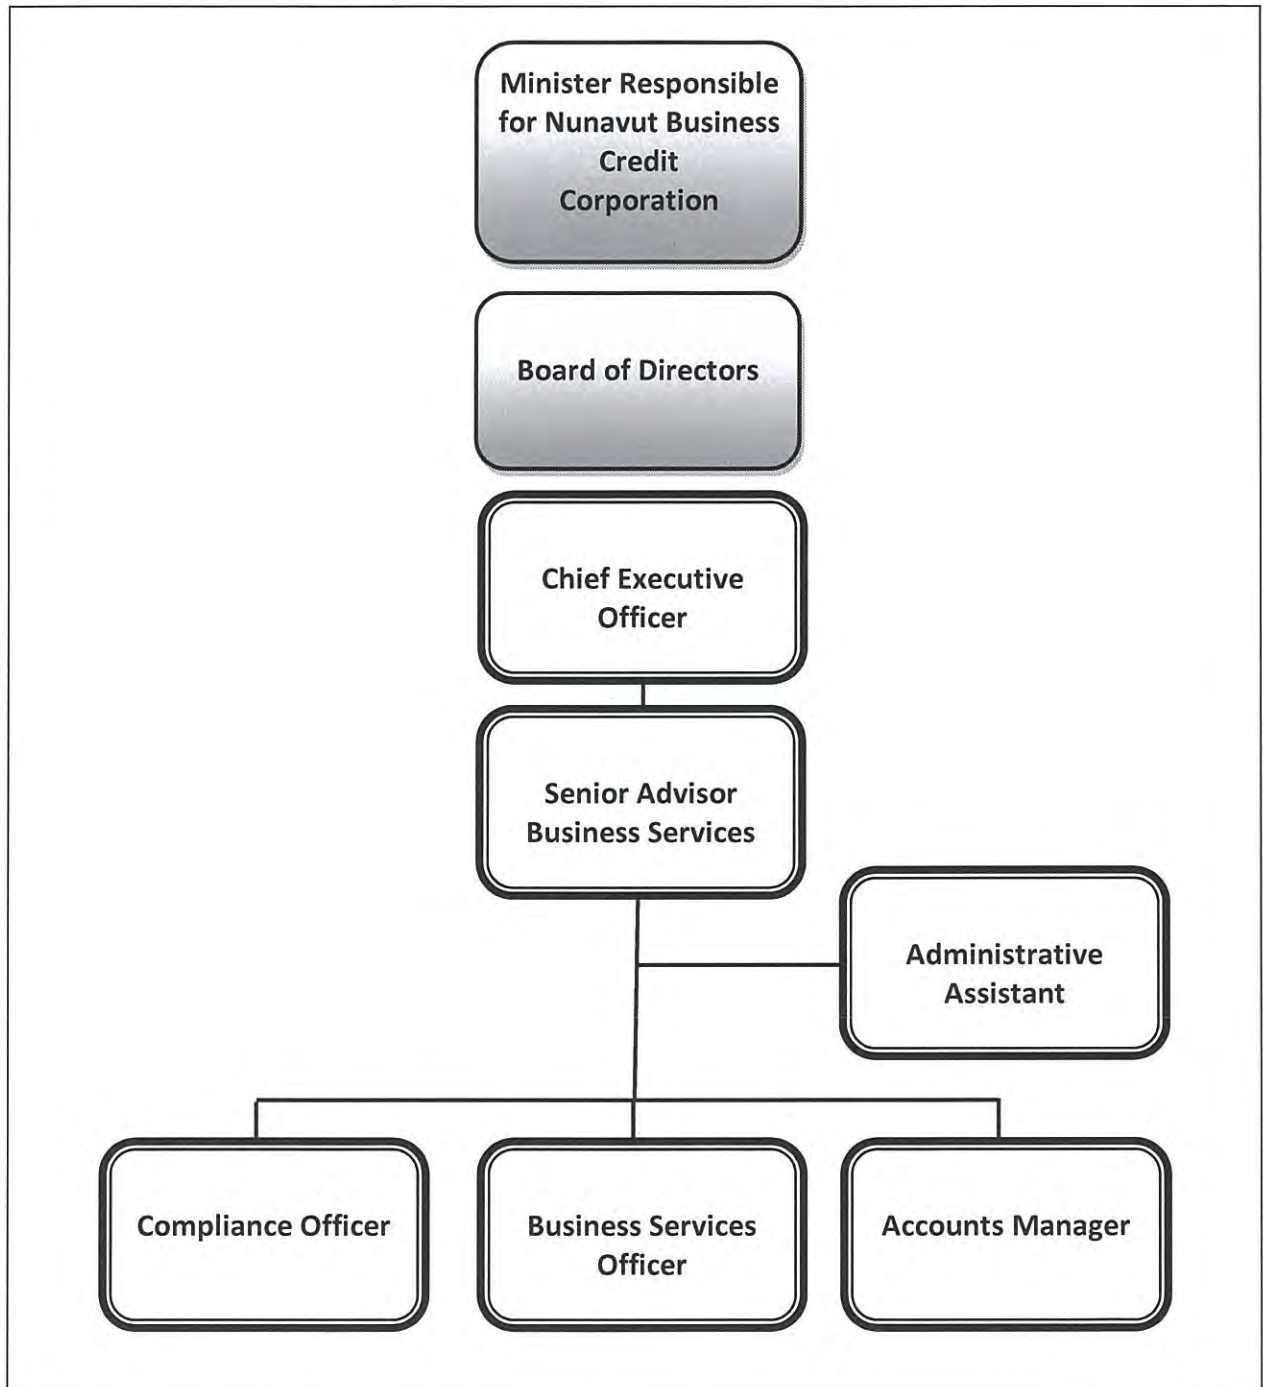 Minister Responsible
for Nunavut Business
Credit
Corporation
Board of Directors
Chief Executive
Officer
Senior Advisor
Business Services
Administrative
Assistant
Compliance Officer
Business Services
Officer
Accounts Manager